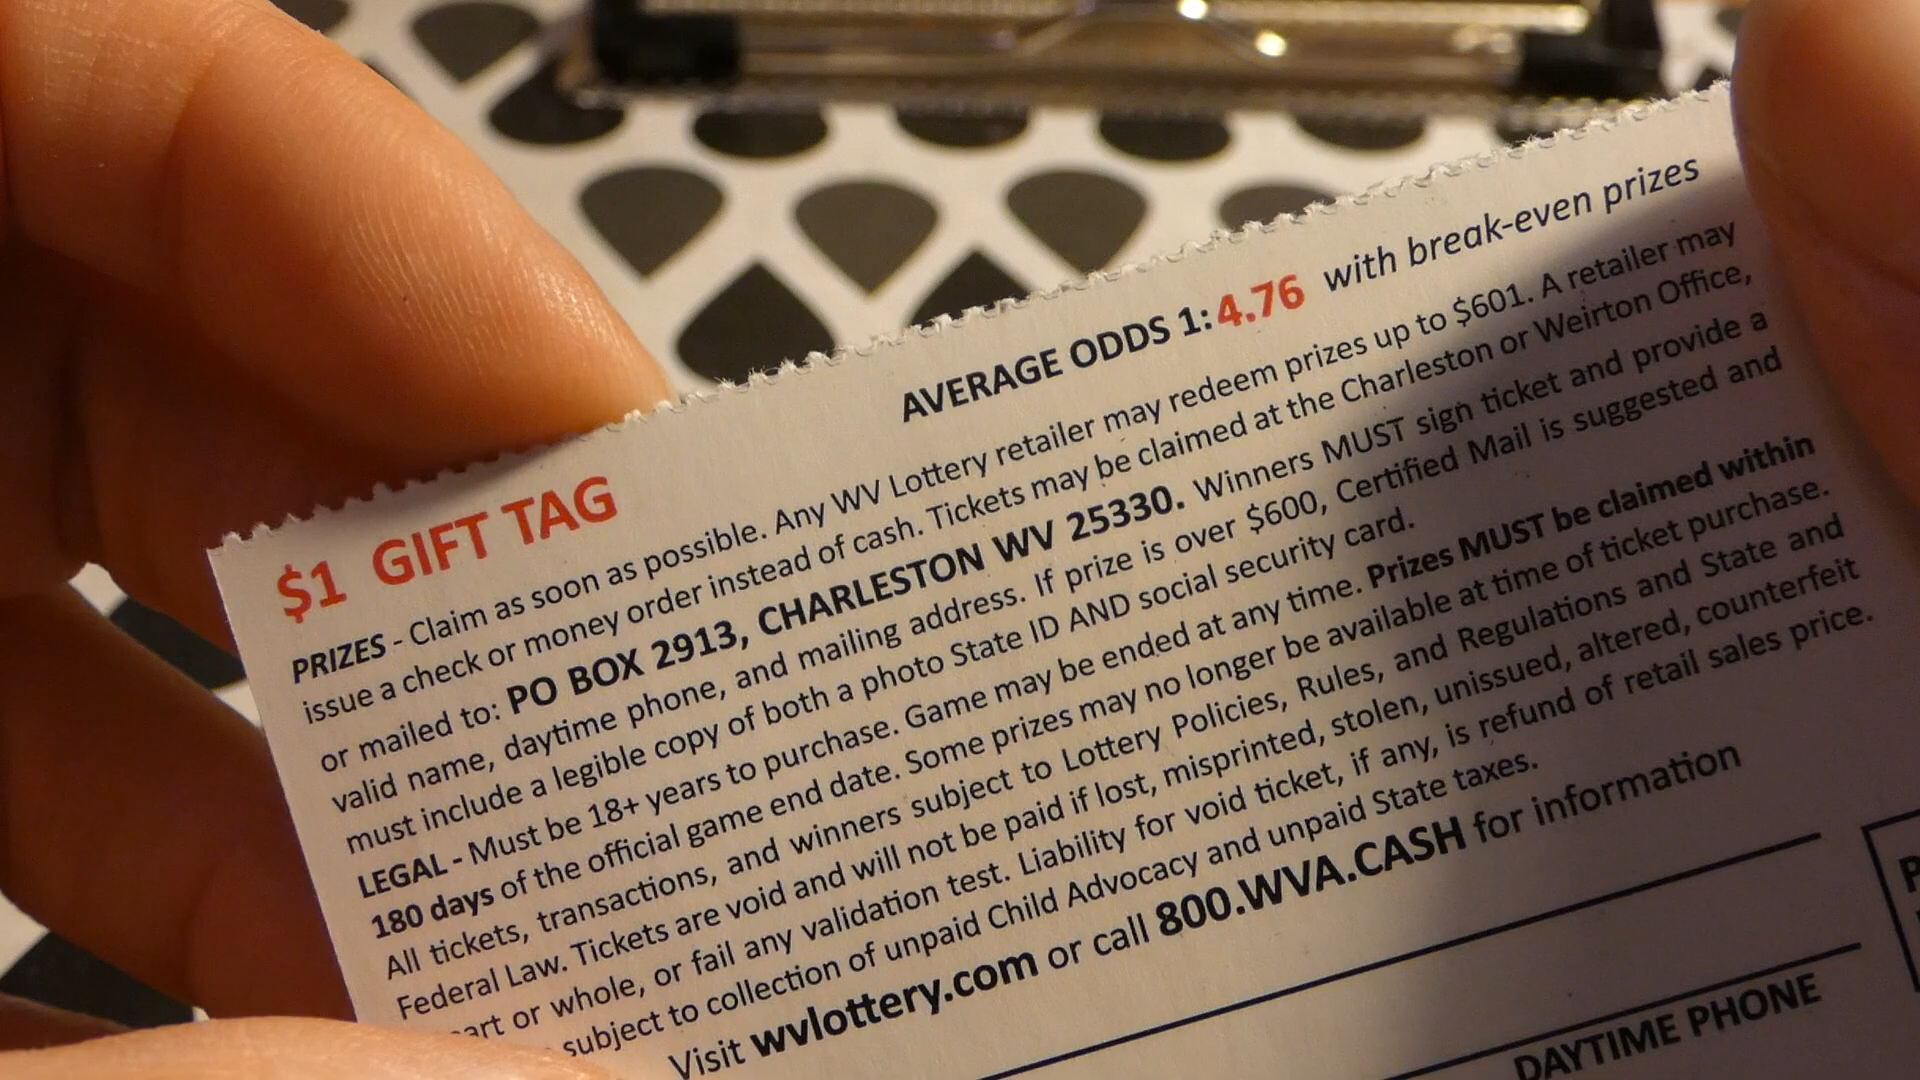 AVERAGE ODDS 1:4.76 with break-even prizes
$1 GIFT TAG
PRIZES - Claim as soon as possible. Any WV Lottery retailer may redeem prizes up to $601. A retailer may
issue a check or money order instead of cash. Tickets may be claimed at the Charleston or Weirton Office,
or mailed to: PO BOX 2913, CHARLESTON WV 25330. Winners MUST sign ticket and provide a
valid name, daytime phone, and mailing address. If prize is over $600, Certified Mail is suggested and
must include a legible copy of both a photo State ID AND social security card.
LEGAL - Must be 18+ years to purchase. Game may be ended at any time. Prizes MUST be claimed within
180 days of the official game end date. Some prizes may no longer be available at time of ticket purchase.
All tickets, transactions, and winners subject to Lottery Policies, Rules, and Regulations and State and
Federal Law. Tickets are void and will not be paid if lost, misprinted, stolen, unissued, altered, counterfeit
or whole, or fail any validation test. Liability for void ticket, if any, is refund of retail sales price.
subject to collection of unpaid Child Advocacy and unpaid State taxes.
Visit wvlottery.com or call 800.WVA.CASH for information
DAYTIME PHONE